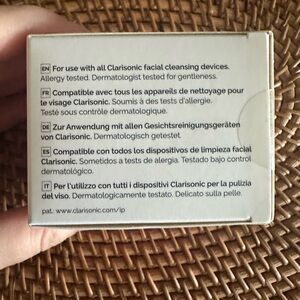 EN For use with all Clarisonic facial cleansing devices.
Allergy tested. Dermatologist tested for gentleness.
FR Compatible avec tous les appareils de nettoyage pour
le visage Clarisonic. Soumis à des tests d'allergie.
Testé sous contrôle dermatologique.
DE Zur Anwendung mit allen Gesichtsreinigungsgeräten
von Clarisonic. Dermatologisch getestet.
ES Compatible con todos los dispositivos de limpieza facial
Clarisonic. Sometidos a tests de alergia. Testado bajo control
dermatológico.
IT Per l'utilizzo con tutti i dispositivi Clarisonic per la pulizia
del viso. Dermatologicamente testato. Delicato sulla pelle.
pat.: www.clarisonic.com/ip